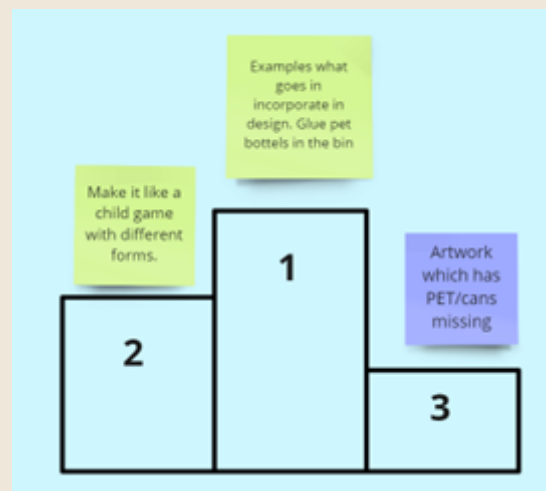 Examples what
goes in
incorporate in
design. Glue pet
bottels in the bin
Make it like a
child game
with different
forms.
1
Artwork
which has
PET/cans
missing
2
3